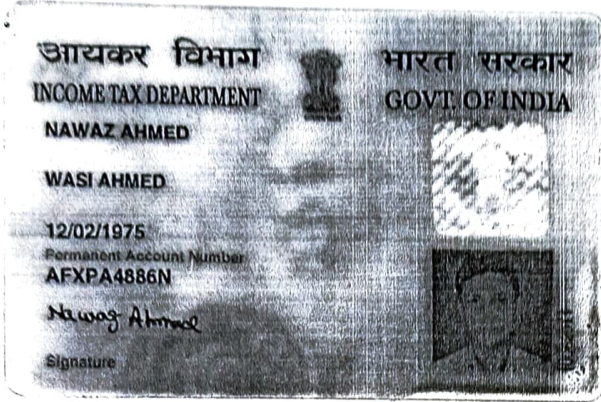 आयकर विभाग
भारत सरकार
INCOME TAX DEPARTMENT
GOVT. OF INDIA
NAWAZ AHMED
WASI AHMED
12/02/1975
Permanent Account Number
AFXPA4886N
Nawaz Ahmed
Signature